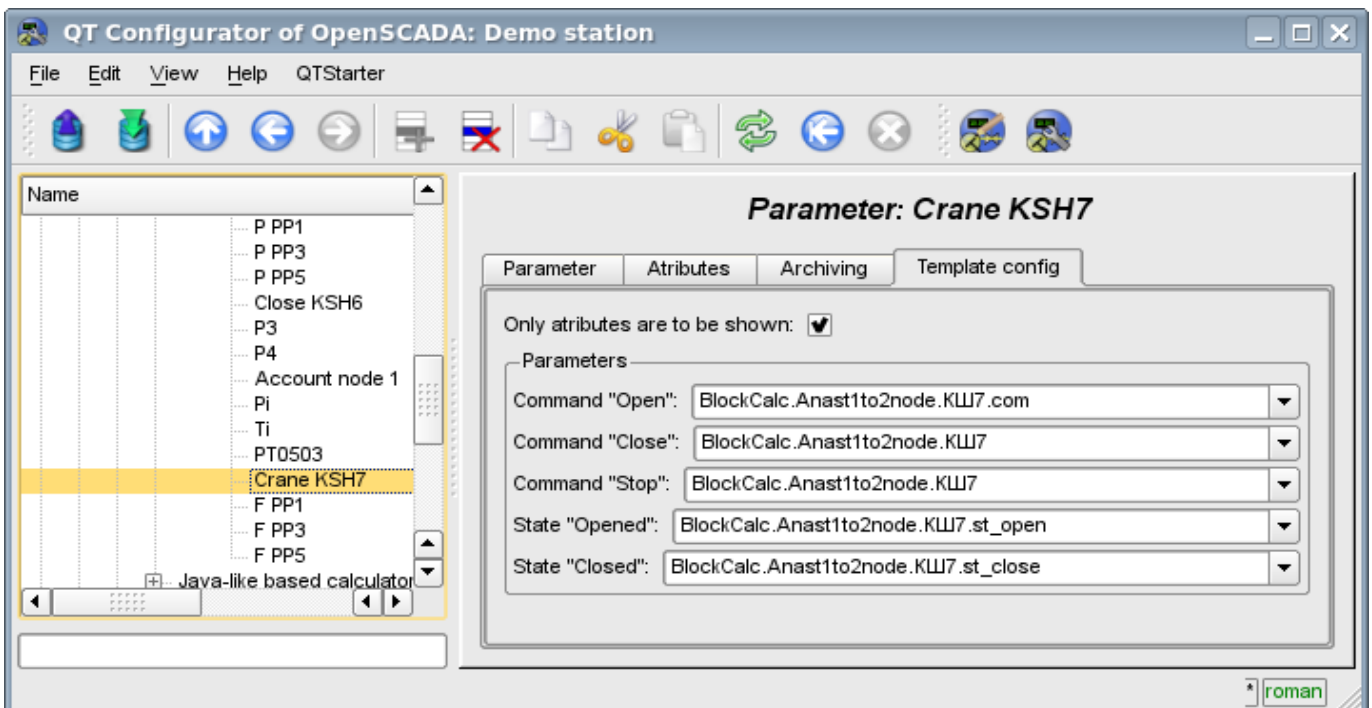 QT Configurator of OpenSCADA: Demo station
File Edit View Help QTStarter
Name
P PP1
P PP3
P PP5
Close KSH6
P3
P4
Account node 1
Pi
Ti
PT0503
Crane KSH7
F PP1
F PP3
F PP5
Java-like based calculator
Parameter: Crane KSH7
Parameter Atributes Archiving Template config
Only atributes are to be shown:
Parameters
Command "Open": BlockCalc.Anast1to2node.КШ7.com
Command "Close": BlockCalc.Anast1to2node.КШ7
Command "Stop": BlockCalc.Anast1to2node.КШ7
State "Opened": BlockCalc.Anast1to2node.КШ7.st_open
State "Closed": BlockCalc.Anast1to2node.КШ7.st_close
* roman